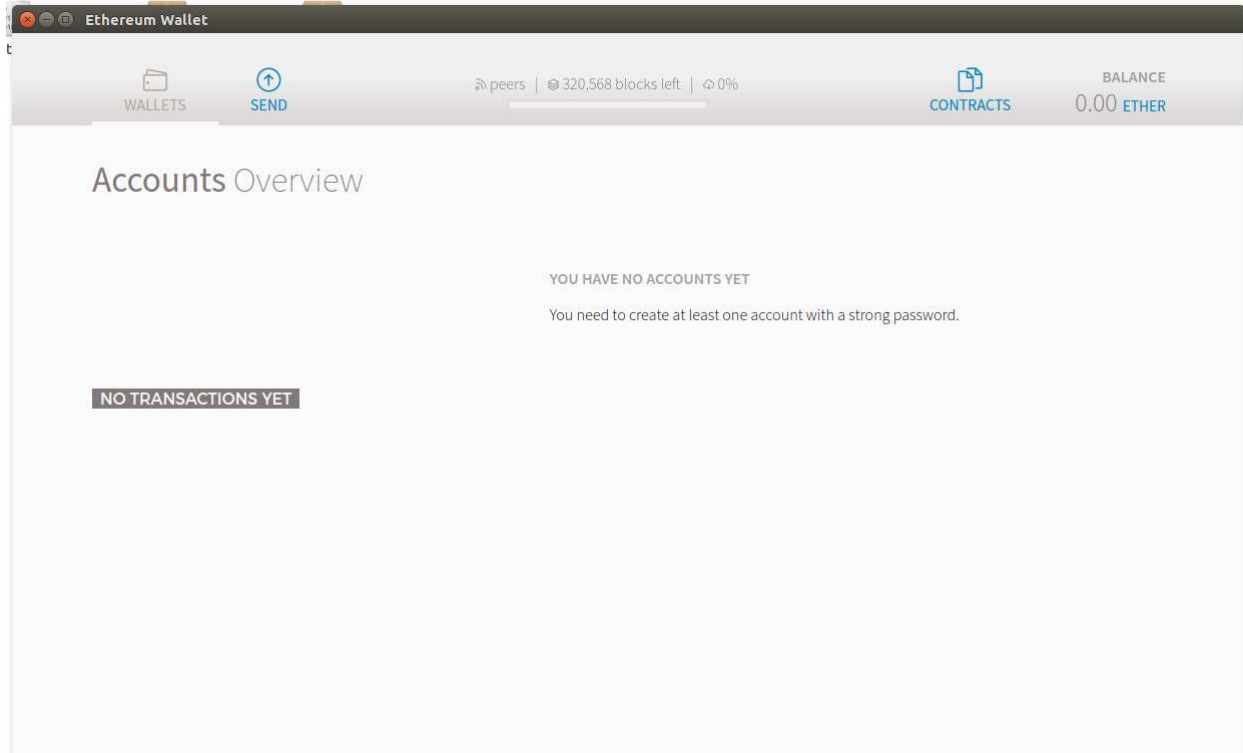 Ethereum Wallet
WALLETS
SEND
peers | 320,568 blocks left | 0%
CONTRACTS
BALANCE
0.00 ETHER
Accounts Overview
YOU HAVE NO ACCOUNTS YET
You need to create at least one account with a strong password.
NO TRANSACTIONS YET